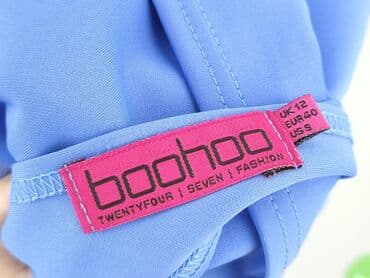 boohoo
TWENTYFOUR | SEVEN | FASHION
UK 12
EUR 40
US 8